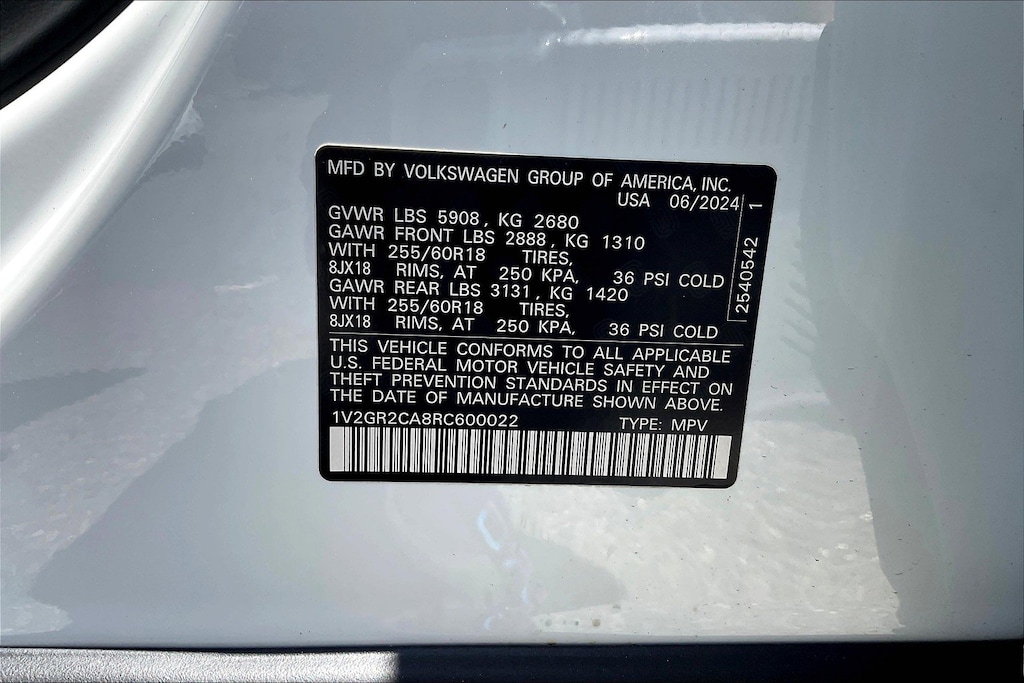 MFD BY VOLKSWAGEN GROUP OF AMERICA, INC.
USA 06/2024
GVWR LBS 5908, KG 2680
GAWR FRONT LBS 2888, KG 1310
WITH 255/60R18 TIRES,
8JX18 RIMS, AT 250 KPA, 36 PSI COLD
GAWR REAR LBS 3131, KG 1420
WITH 255/60R18 TIRES,
8JX18 RIMS, AT 250 KPA, 36 PSI COLD
2540542 1
THIS VEHICLE CONFORMS TO ALL APPLICABLE
U.S. FEDERAL MOTOR VEHICLE SAFETY AND
THEFT PREVENTION STANDARDS IN EFFECT ON
THE DATE OF MANUFACTURE SHOWN ABOVE.
1V2GR2CA8RC600022 TYPE: MPV